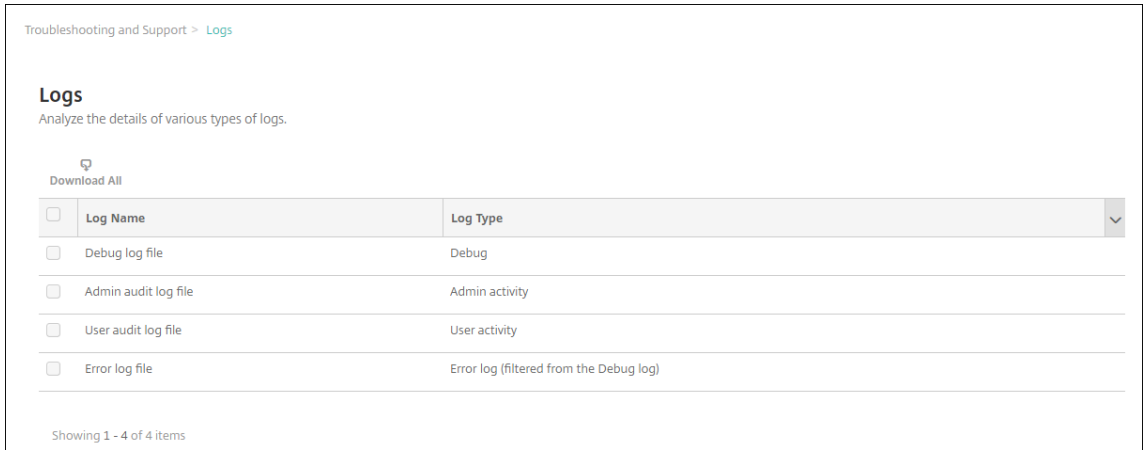 Troubleshooting and Support > Logs
Logs
Analyze the details of various types of logs.
Download All
Log Name Log Type
Debug log file Debug
Admin audit log file Admin activity
User audit log file User activity
Error log file Error log (filtered from the Debug log)
Showing 1 - 4 of 4 items